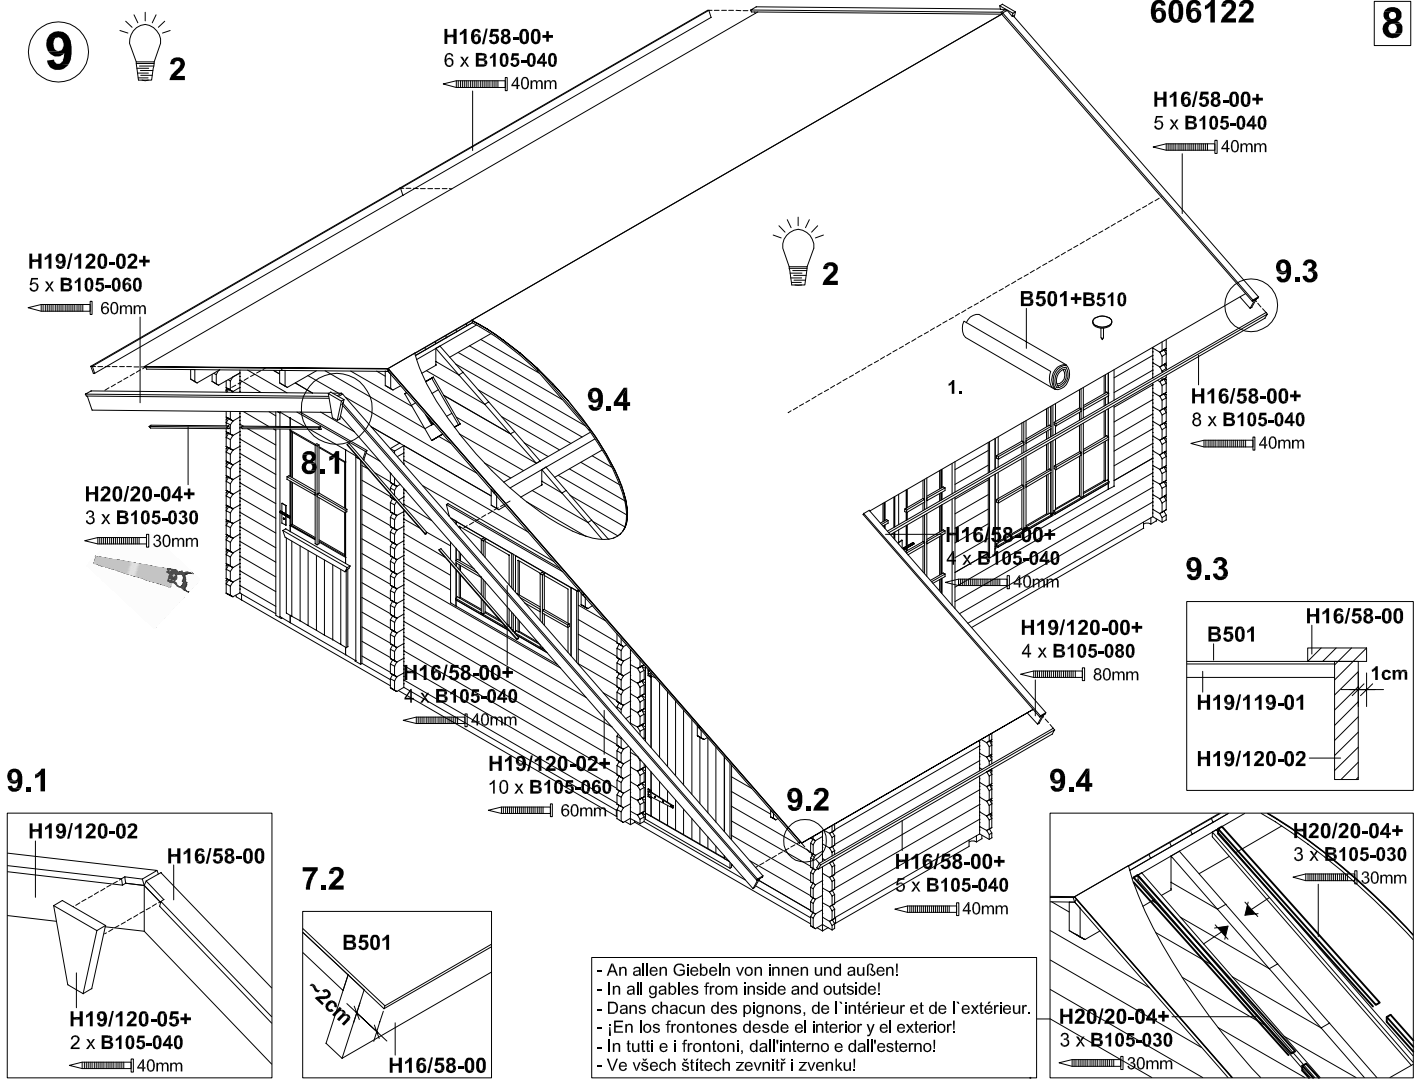 9
2
606122
8
H16/58-00+
6 x B105-040
40mm
H16/58-00+
5 x B105-040
40mm
H19/120-02+
5 x B105-060
60mm
2
9.3
B501+B510
1.
9.4
H16/58-00+
8 x B105-040
40mm
8.1
H20/20-04+
3 x B105-030
30mm
H16/58-00+
4 x B105-040
40mm
H19/120-00+
4 x B105-080
80mm
H16/58-00+
4 x B105-040
40mm
H19/120-02+
10 x B105-060
60mm
9.2
H16/58-00+
5 x B105-040
40mm
9.3
H16/58-00
B501
1cm
H19/119-01
H19/120-02
9.1
H19/120-02
H16/58-00
H19/120-05+
2 x B105-040
40mm
7.2
B501
~2cm
H16/58-00
- An allen Giebeln von innen und außen!
- In all gables from inside and outside!
- Dans chacun des pignons, de l`intérieur et de l`extérieur.
- ¡En los frontones desde el interior y el exterior!
- In tutti e i frontoni, dall'interno e dall'esterno!
- Ve všech štítech zevnitř i zvenku!
9.4
H20/20-04+
3 x B105-030
30mm
H20/20-04+
3 x B105-030
30mm